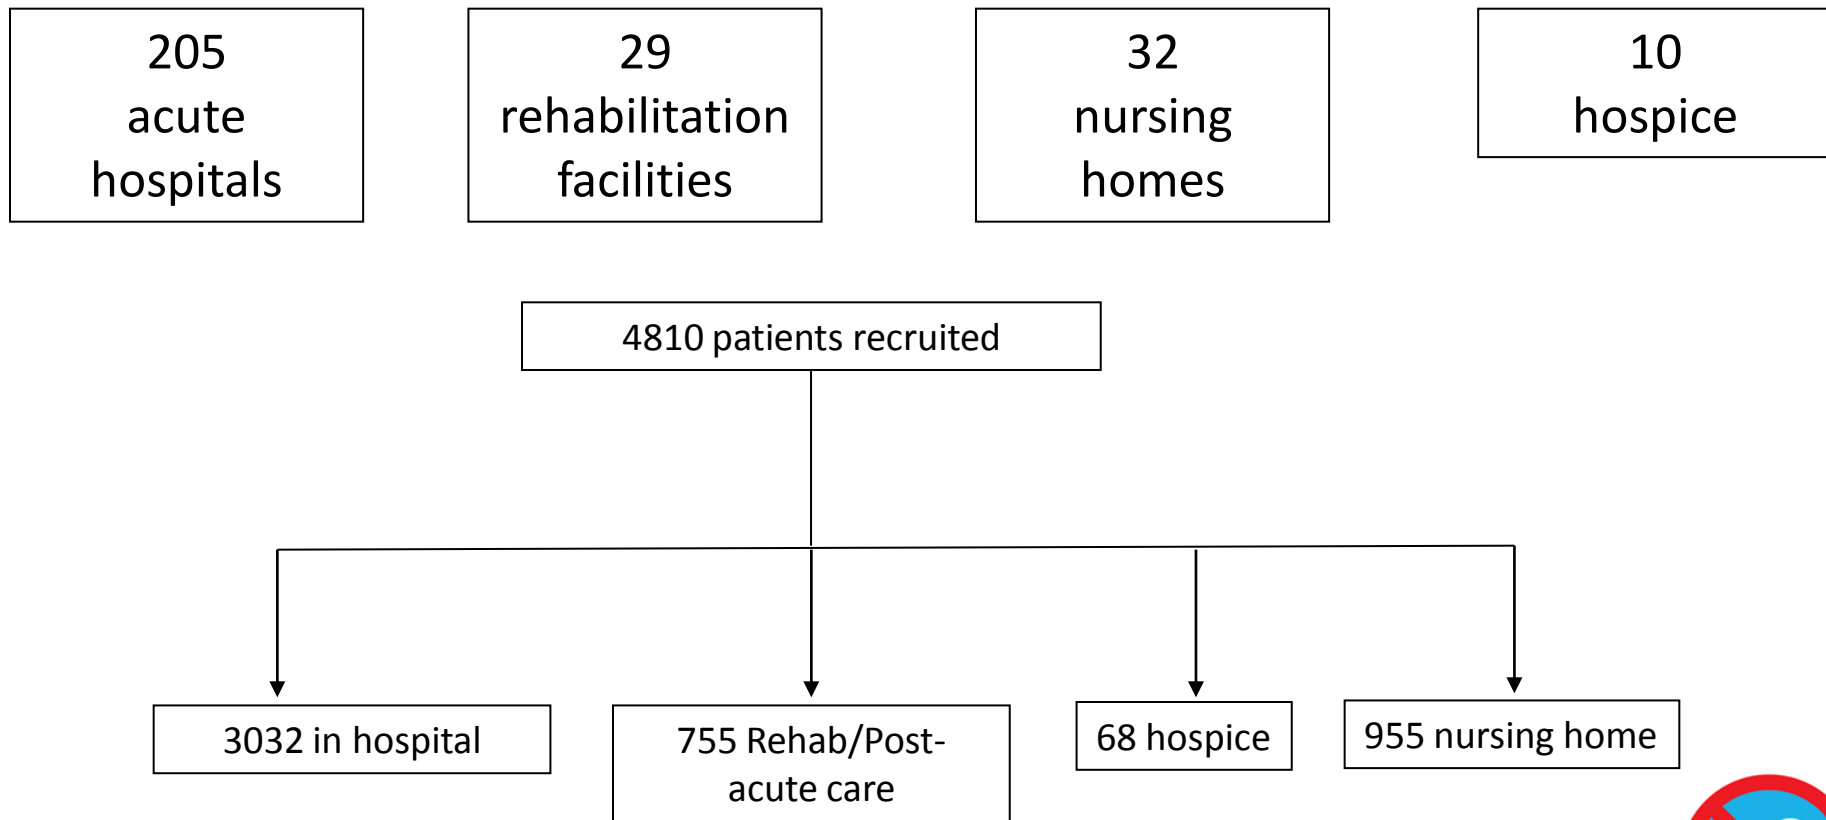 205
acute
hospitals
29
rehabilitation
facilities
32
nursing
homes
10
hospice
4810 patients recruited
3032 in hospital
755 Rehab/Post-
acute care
68 hospice
955 nursing home